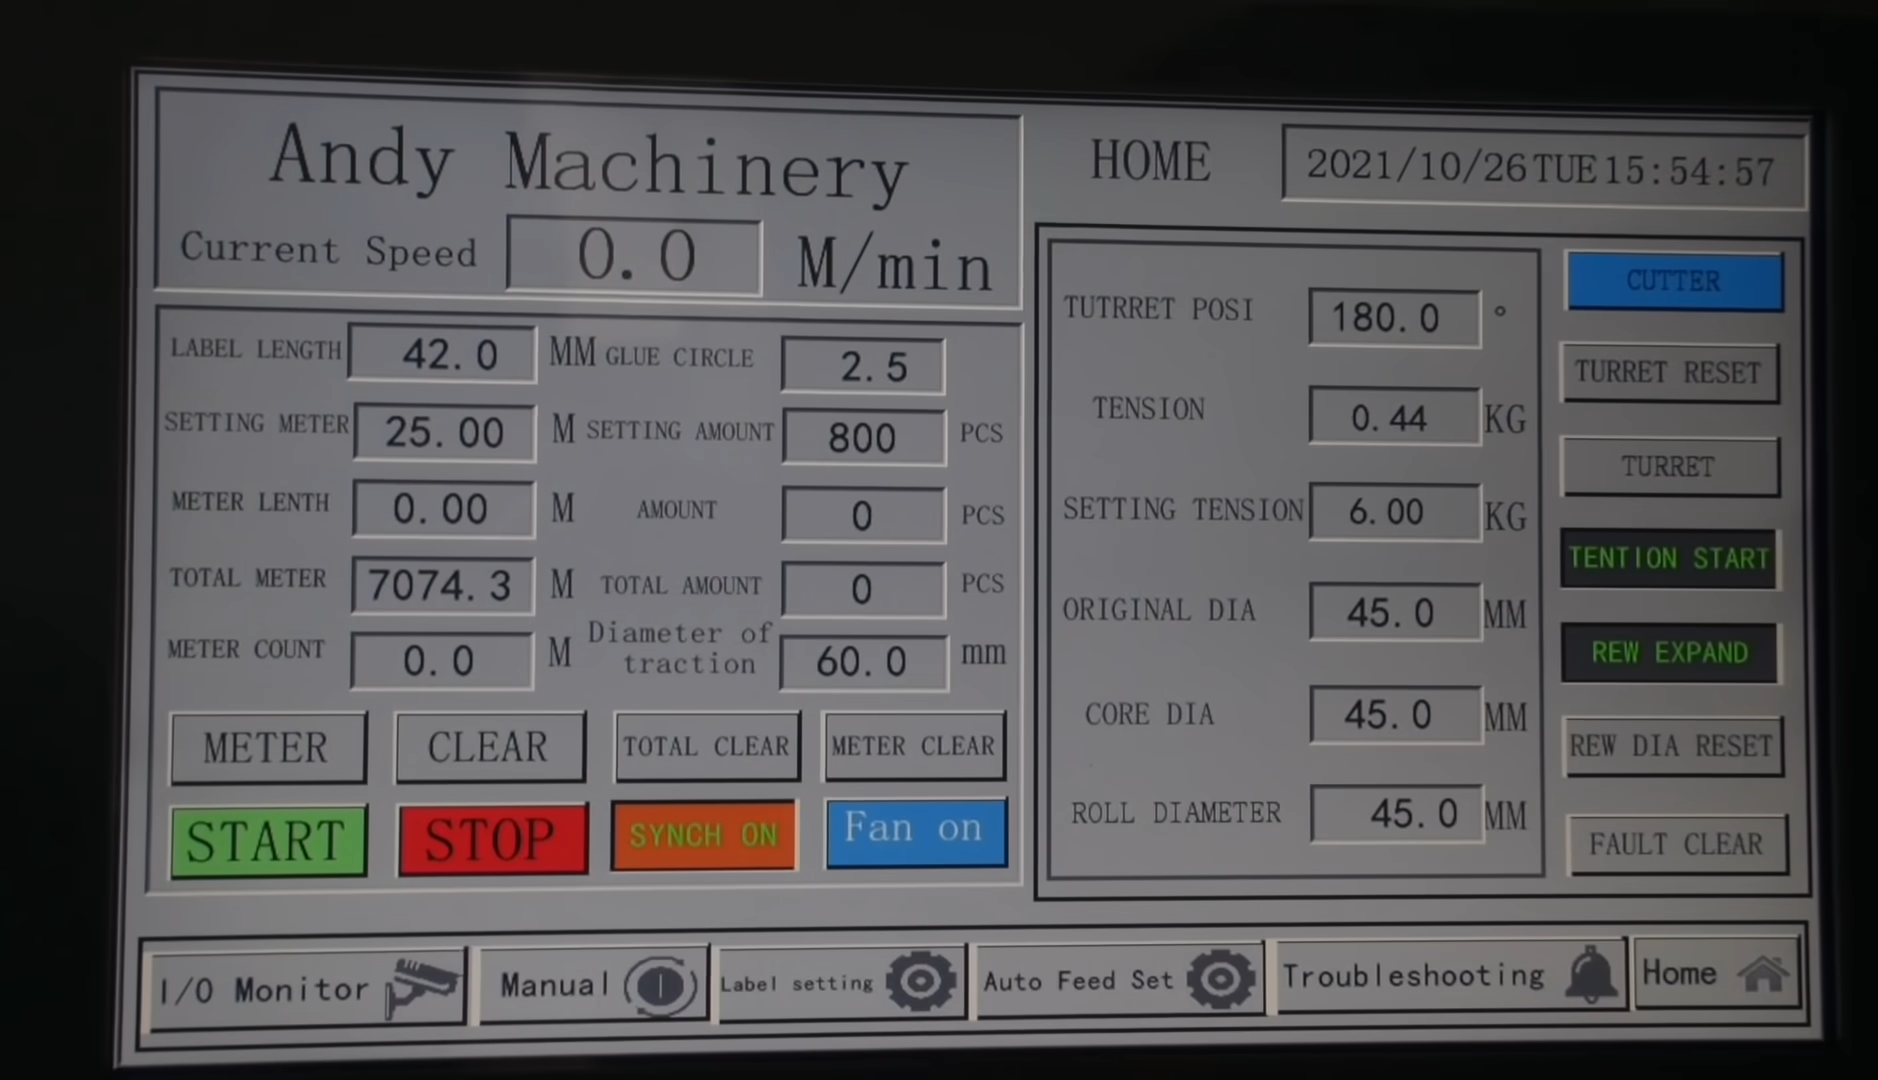 Andy Machinery
Current Speed 0.0 M/min
HOME 2021/10/26 TUE 15:54:57
LABEL LENGTH 42.0 MM GLUE CIRCLE 2.5
SETTING METER 25.00 M SETTING AMOUNT 800 PCS
METER LENTH 0.00 M AMOUNT 0 PCS
TOTAL METER 7074.3 M TOTAL AMOUNT 0 PCS
METER COUNT 0.0 M Diameter of traction 60.0 mm
METER CLEAR TOTAL CLEAR METER CLEAR
START STOP SYNCH ON Fan on
TUTRRET POSI 180.0 °
TENSION 0.44 KG
SETTING TENSION 6.00 KG
ORIGINAL DIA 45.0 MM
CORE DIA 45.0 MM
ROLL DIAMETER 45.0 MM
CUTTER
TURRET RESET
TURRET
TENTION START
REW EXPAND
REW DIA RESET
FAULT CLEAR
I/O Monitor Manual Label setting Auto Feed Set Troubleshooting Home